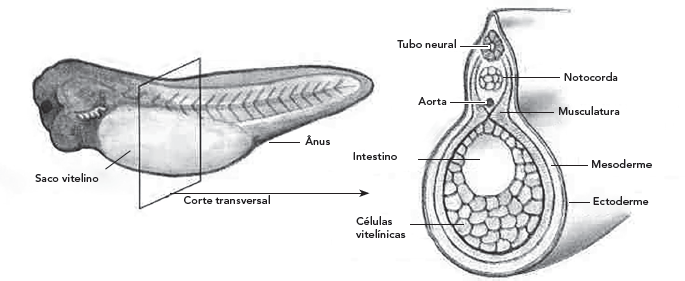 Saco vitelino
Ânus
Corte transversal
Tubo neural
Notocorda
Aorta
Musculatura
Intestino
Mesoderme
Ectoderme
Células
vitelínicas